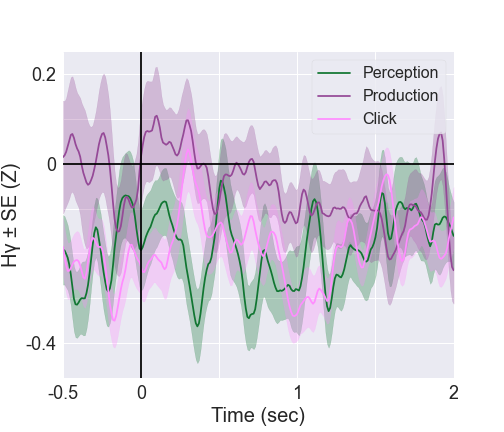 Perception
Production
Click
0.2
0
-0.4
Hγ ± SE (Z)
-0.5
0
1
2
Time (sec)